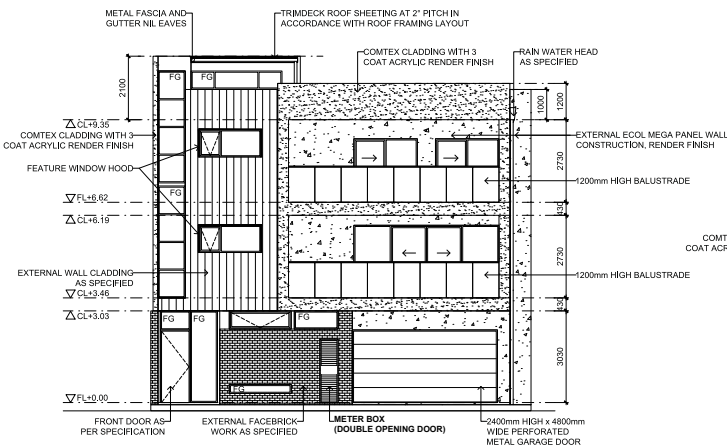 METAL FASCIA AND
GUTTER NIL EAVES
TRIMDECK ROOF SHEETING AT 2° PITCH IN
ACCORDANCE WITH ROOF FRAMING LAYOUT
COMTEX CLADDING WITH 3
COAT ACRYLIC RENDER FINISH
RAIN WATER HEAD
AS SPECIFIED
FG
FG
2100
1000
1200
CL+9.35
COMTEX CLADDING WITH 3
COAT ACRYLIC RENDER FINISH
EXTERNAL ECOL MEGA PANEL WALL
CONSTRUCTION, RENDER FINISH
FEATURE WINDOW HOOD
2730
1200mm HIGH BALUSTRADE
FG
FL+6.62
430
CL+6.19
COMT
COAT ACR
2730
EXTERNAL WALL CLADDING
AS SPECIFIED
1200mm HIGH BALUSTRADE
CL+3.46
430
CL+3.03
FG
FG
FG
3030
FG
FL+0.00
FRONT DOOR AS
PER SPECIFICATION
EXTERNAL FACEBRICK
WORK AS SPECIFIED
METER BOX
(DOUBLE OPENING DOOR)
2400mm HIGH x 4800mm
WIDE PERFORATED
METAL GARAGE DOOR